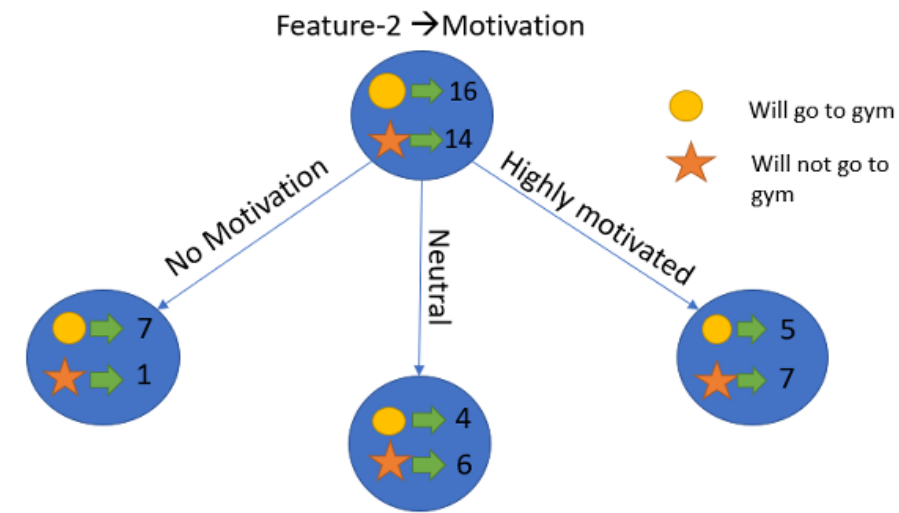 Feature-2 →Motivation
16
14
Will go to gym
Will not go to
gym
No Motivation
Neutral
Highly motivated
7
1
4
6
5
7